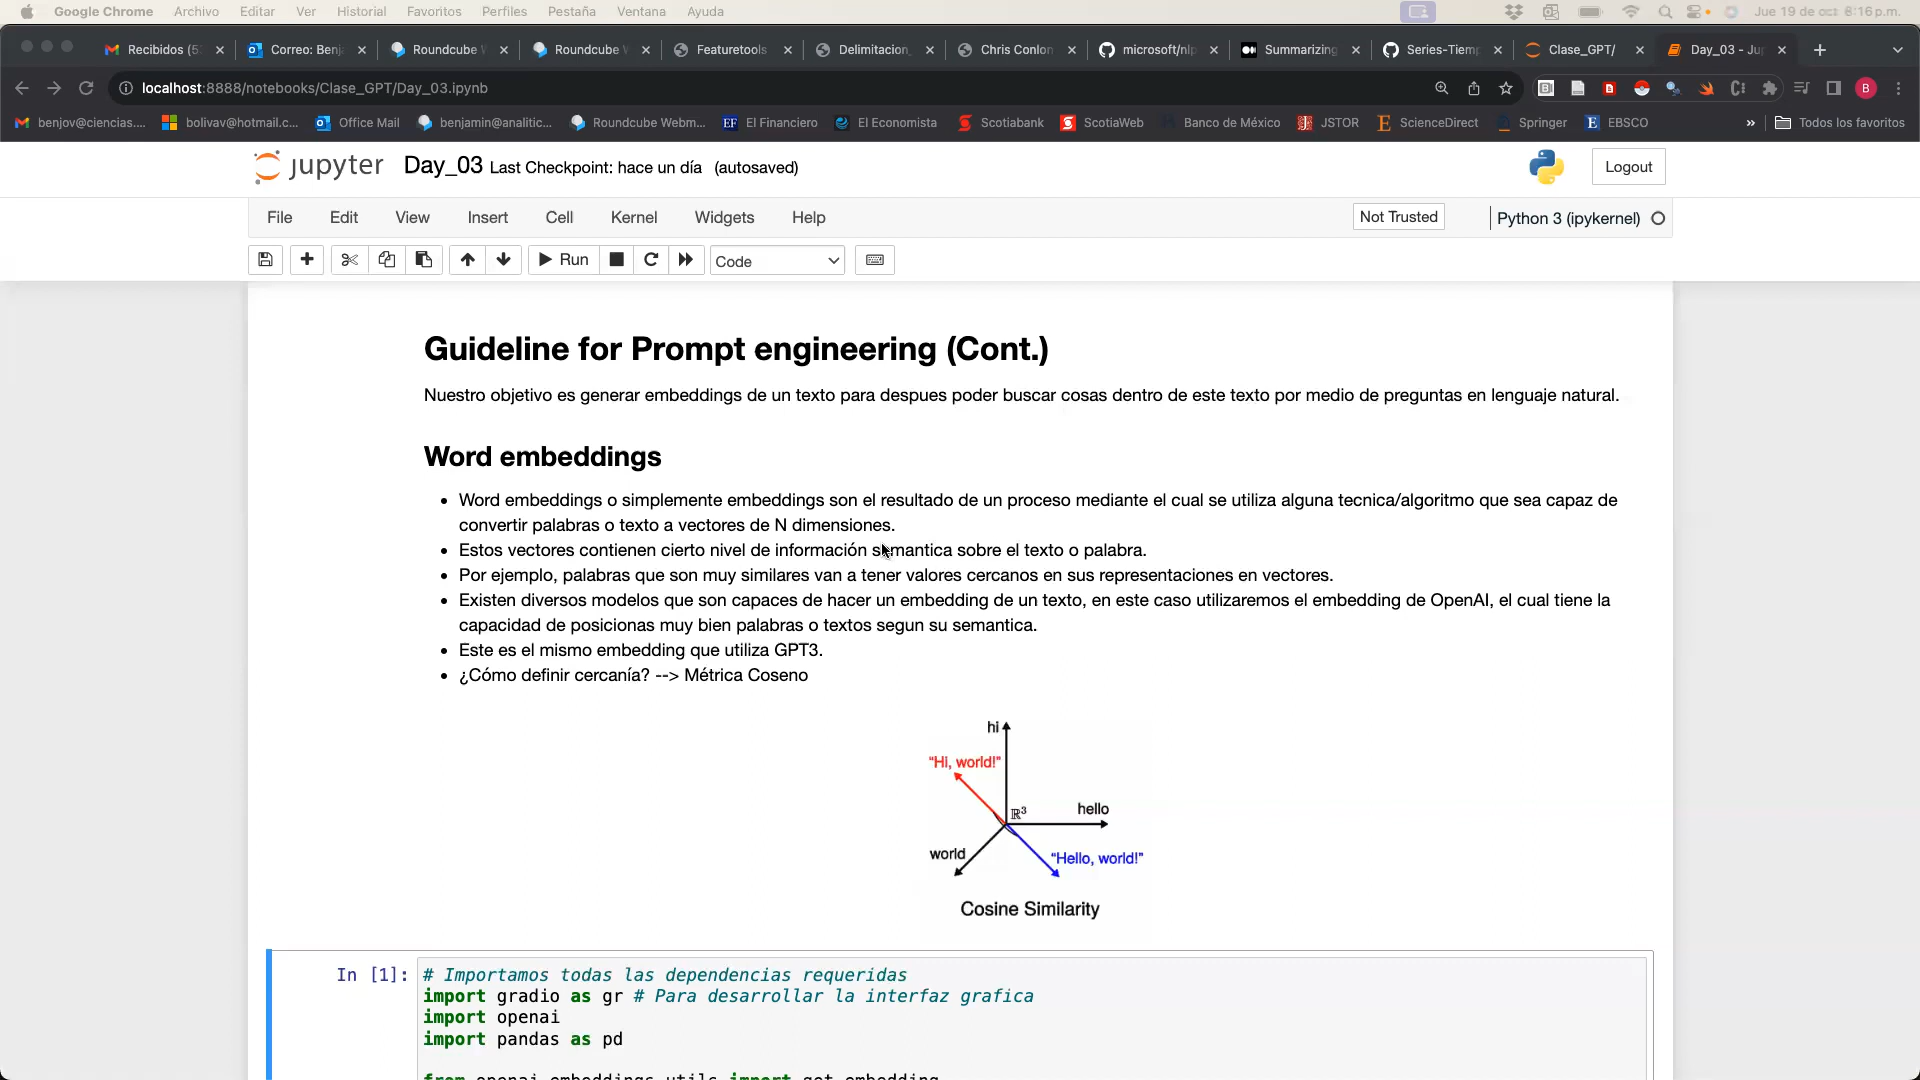 Google Chrome Archivo Editar Ver Historial Favoritos Perfiles Pestaña Ventana Ayuda Jue 19 de oct 8:16 p.m.
Recibidos (5 Correo: Benj Roundcube Roundcube Featuretools Delimitacion_ Chris Conlon microsoft/nlp Summarizing Series-Tiemp Clase_GPT/ Day_03 - Ju
localhost:8888/notebooks/Clase_GPT/Day_03.ipynb
benjov@ciencias.... bolivav@hotmail.c... Office Mail benjamin@analitic... Roundcube Webm... El Financiero El Economista Scotiabank ScotiaWeb Banco de México JSTOR ScienceDirect Springer EBSCO » Todos los favoritos
jupyter Day_03 Last Checkpoint: hace un día (autosaved) Logout
File Edit View Insert Cell Kernel Widgets Help Not Trusted Python 3 (ipykernel)
Run Code
Guideline for Prompt engineering (Cont.)
Nuestro objetivo es generar embeddings de un texto para despues poder buscar cosas dentro de este texto por medio de preguntas en lenguaje natural.
Word embeddings
• Word embeddings o simplemente embeddings son el resultado de un proceso mediante el cual se utiliza alguna tecnica/algoritmo que sea capaz de
convertir palabras o texto a vectores de N dimensiones.
• Estos vectores contienen cierto nivel de información semantica sobre el texto o palabra.
• Por ejemplo, palabras que son muy similares van a tener valores cercanos en sus representaciones en vectores.
• Existen diversos modelos que son capaces de hacer un embedding de un texto, en este caso utilizaremos el embedding de OpenAI, el cual tiene la
capacidad de posicionas muy bien palabras o textos segun su semantica.
• Este es el mismo embedding que utiliza GPT3.
• ¿Cómo definir cercanía? --> Métrica Coseno
hi
"Hi, world!"
ℝ³ hello
world "Hello, world!"
Cosine Similarity
In [1]: # Importamos todas las dependencias requeridas
import gradio as gr # Para desarrollar la interfaz grafica
import openai
import pandas as pd
from openai.embeddings_utils import get_embedding